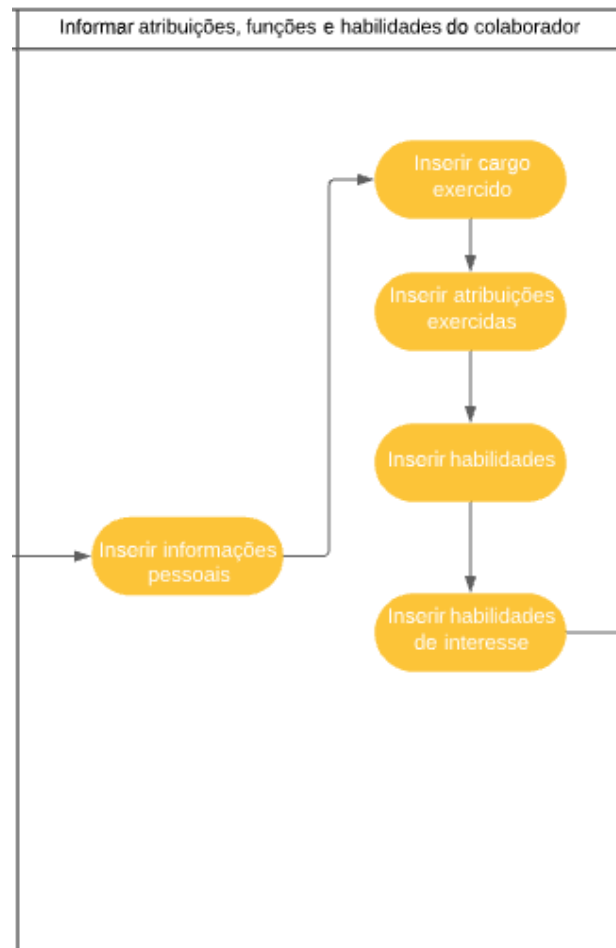 Informar atribuições, funções e habilidades do colaborador
Inserir cargo
exercido
Inserir atribuições
exercidas
Inserir habilidades
Inserir informações
pessoais
Inserir habilidades
de interesse